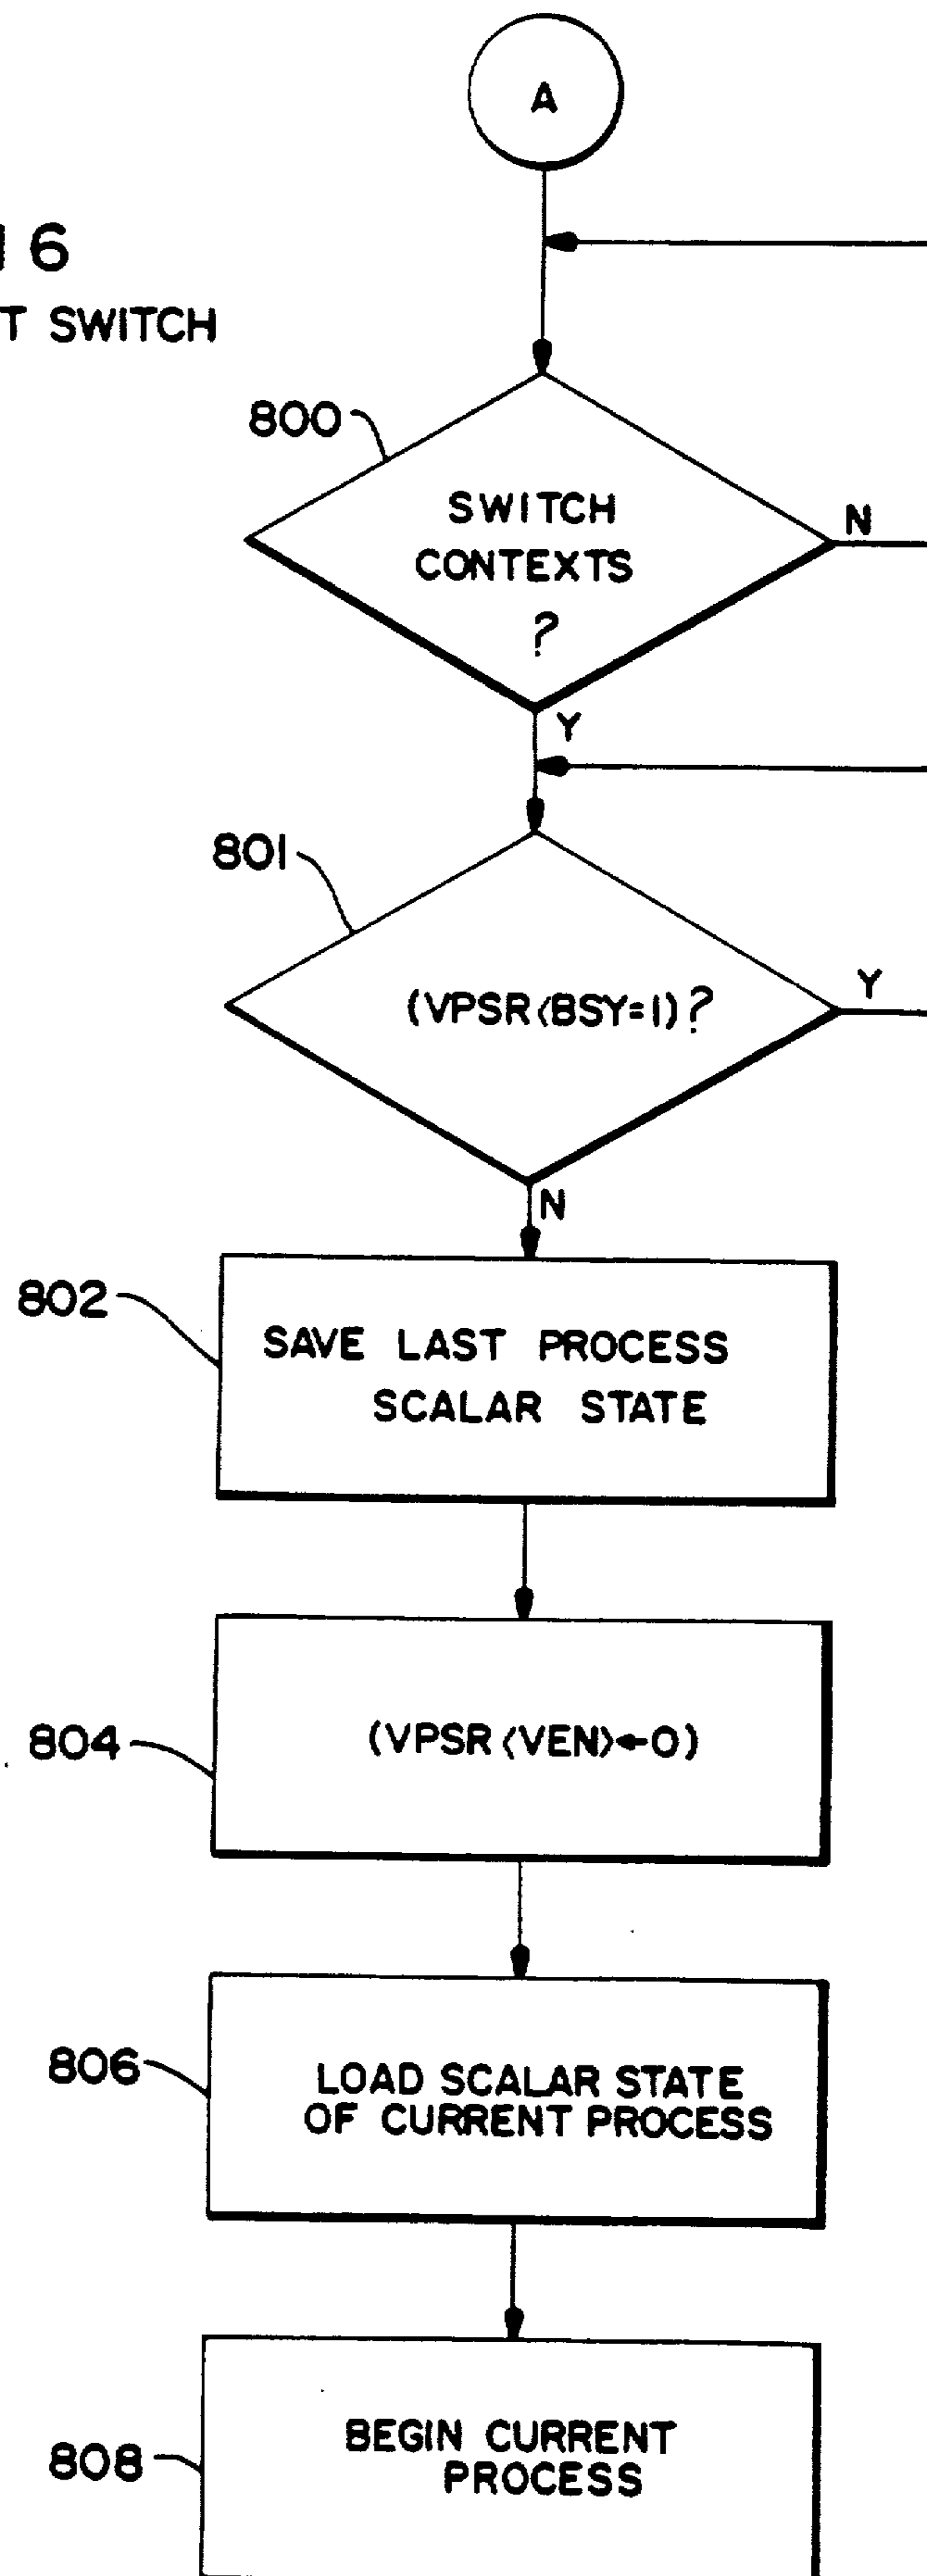 A
16
T SWITCH
800
SWITCH
CONTEXTS
?
N
Y
801
(VPSR<BSY=1)?
Y
N
802
SAVE LAST PROCESS
SCALAR STATE
804
(VPSR<VEN>←0)
806
LOAD SCALAR STATE
OF CURRENT PROCESS
808
BEGIN CURRENT
PROCESS